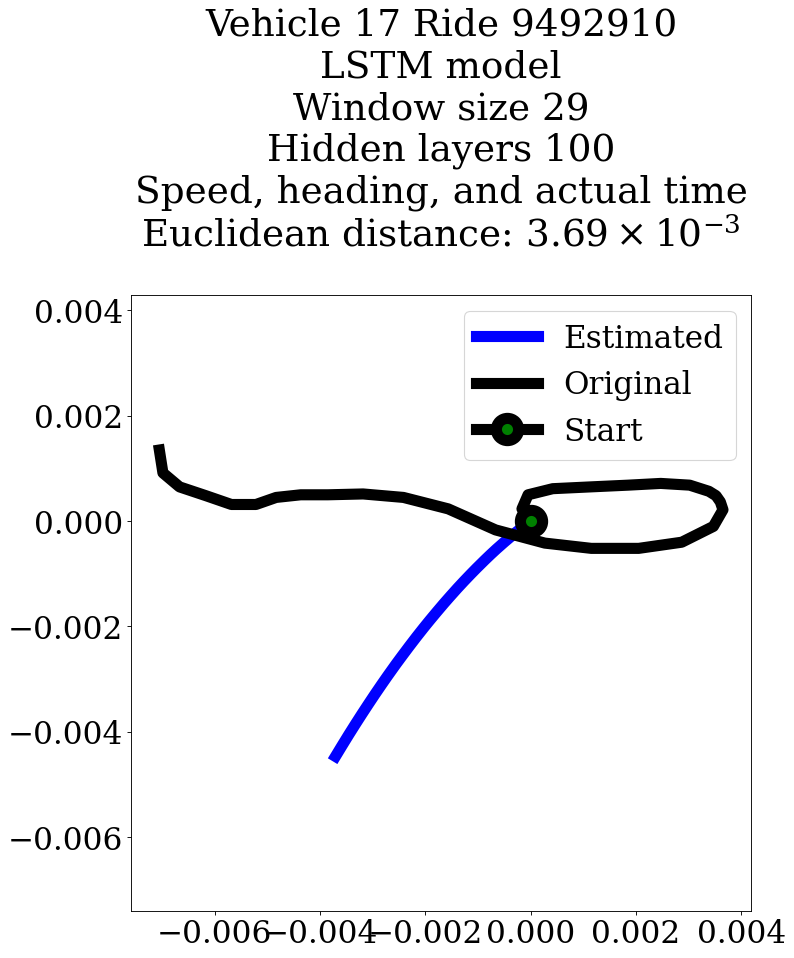 Vehicle 17 Ride 9492910
LSTM model
Window size 29
Hidden layers 100
Speed, heading, and actual time
Euclidean distance: 3.69 × 10⁻³
Estimated
Original
Start
0.004
0.002
0.000
−0.002
−0.004
−0.006
−0.006 −0.004 −0.002 0.000 0.002 0.004